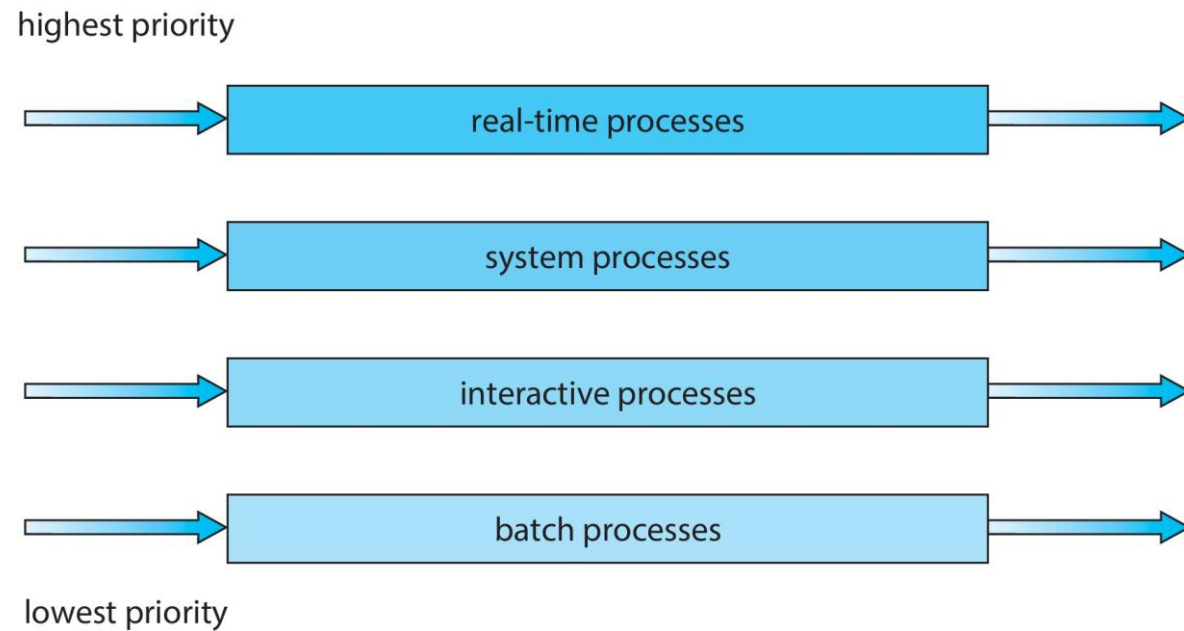 highest priority
real-time processes
system processes
interactive processes
batch processes
lowest priority